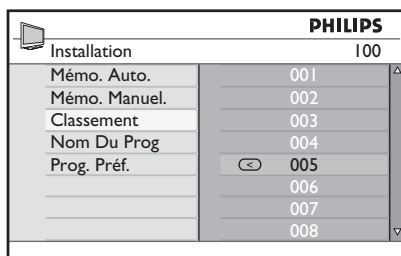 PHILIPS
Installation 100
Mémo. Auto. 001
Mémo. Manuel. 002
Classement 003
Nom Du Prog 004
Prog. Préf. < 005
006
007
008